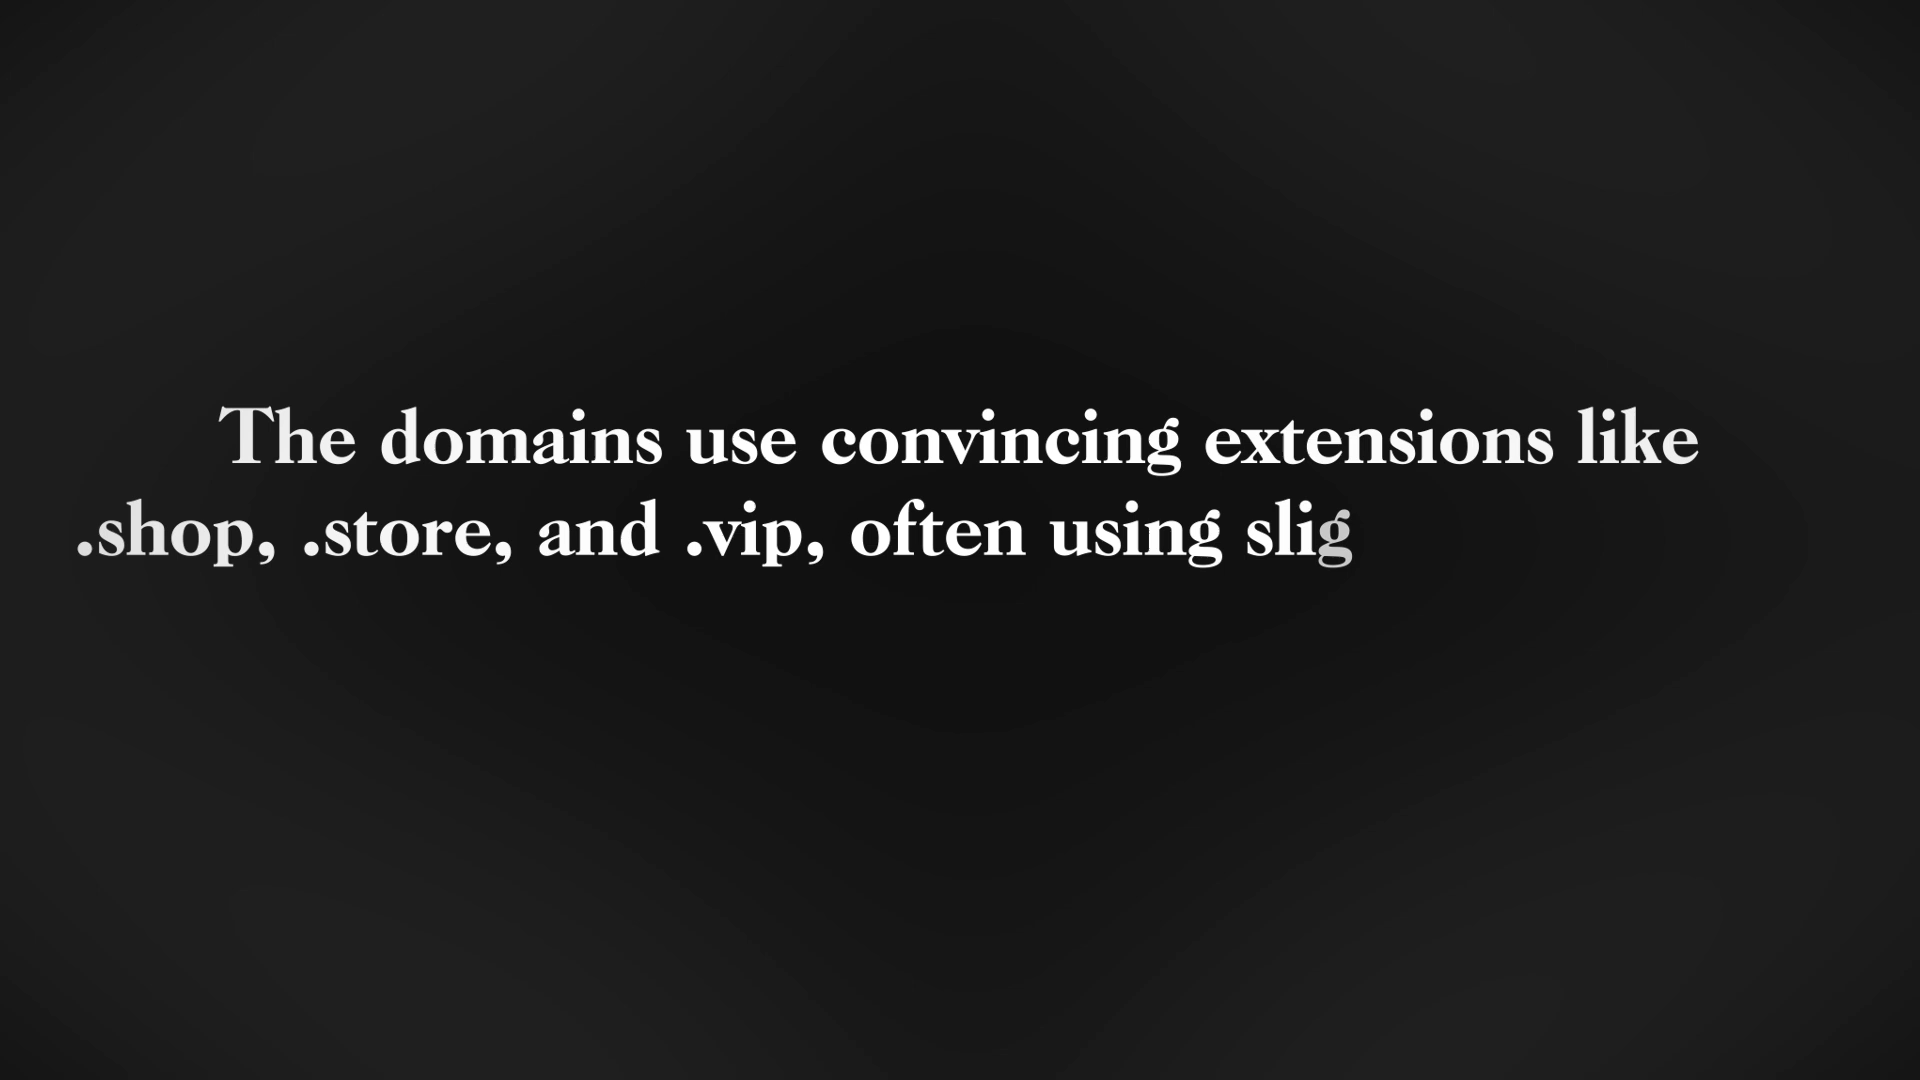 The domains use convincing extensions like
.shop, .store, and .vip, often using slig